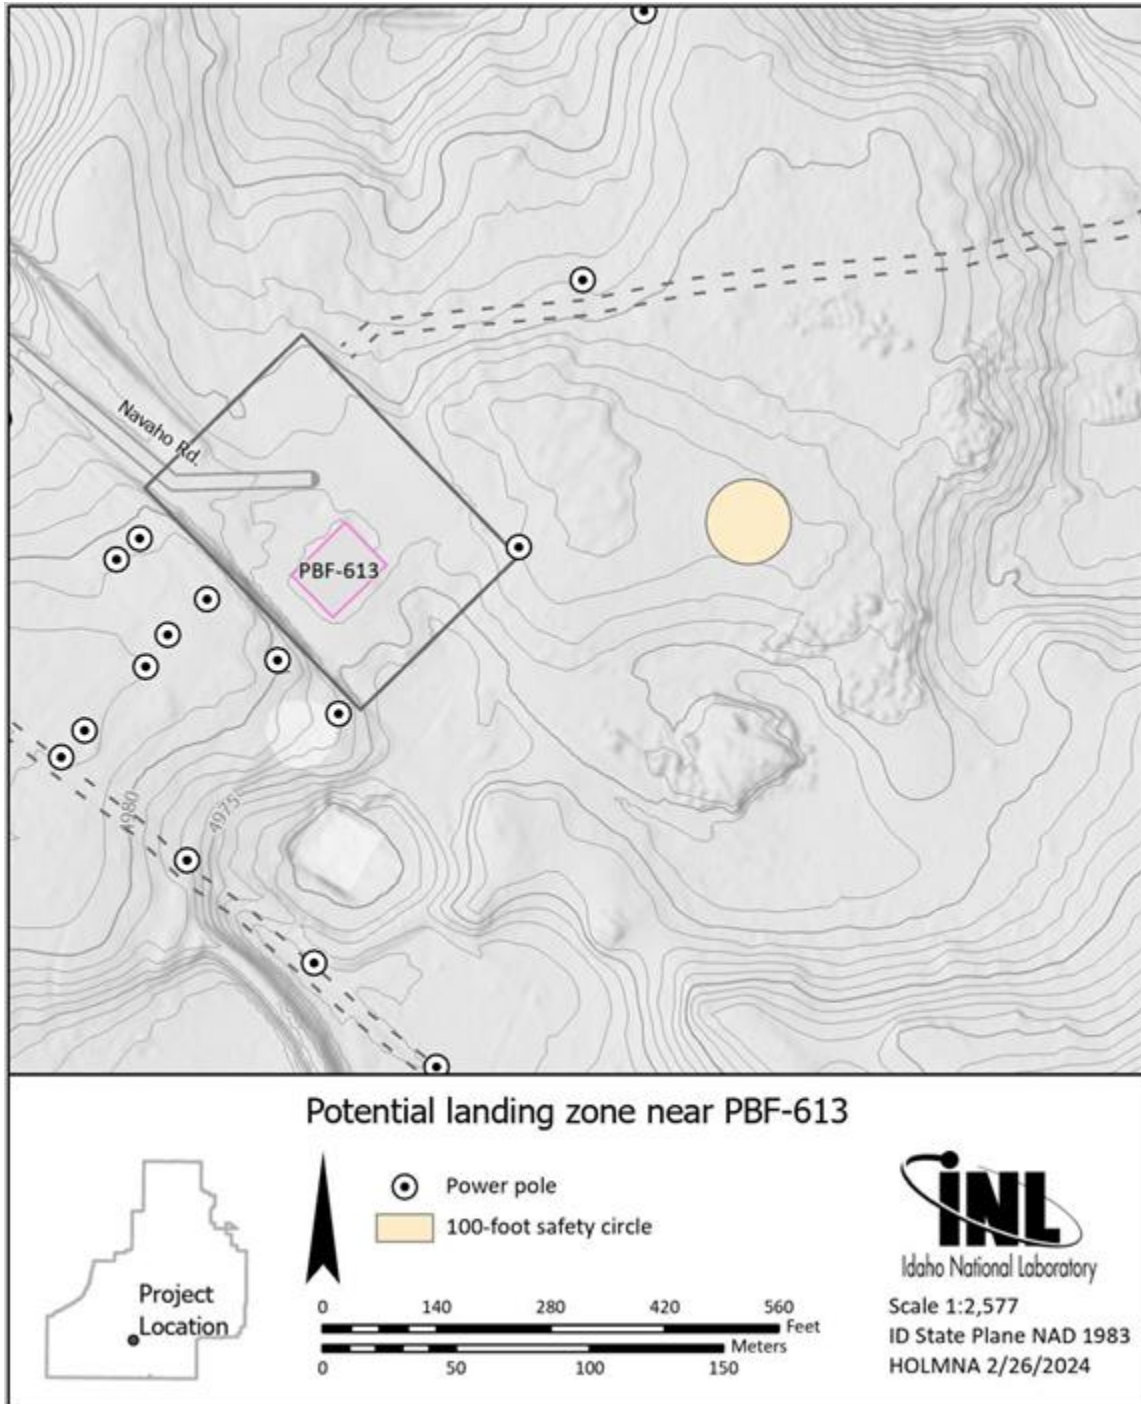 Navaho Rd.
PBF-613
4980
4975
Potential landing zone near PBF-613
Project
Location
Power pole
100-foot safety circle
0 140 280 420 560
Feet
Meters
0 50 100 150
INL
Idaho National Laboratory
Scale 1:2,577
ID State Plane NAD 1983
HOLMNA 2/26/2024